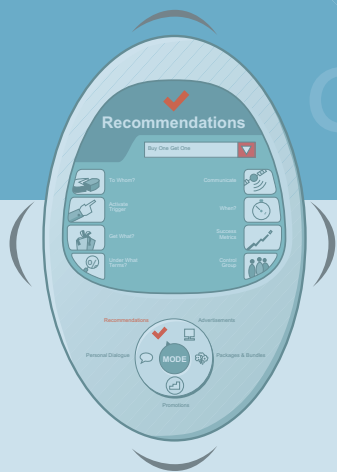 Recommendations
Buy One Get One
To Whom?
Communicate
Activate
Trigger
When?
Get What?
Success
Metrics
Under What
Terms?
Control
Group
Recommendations
Advertisements
Personal Dialogue
MODE
Packages & Bundles
Promotions